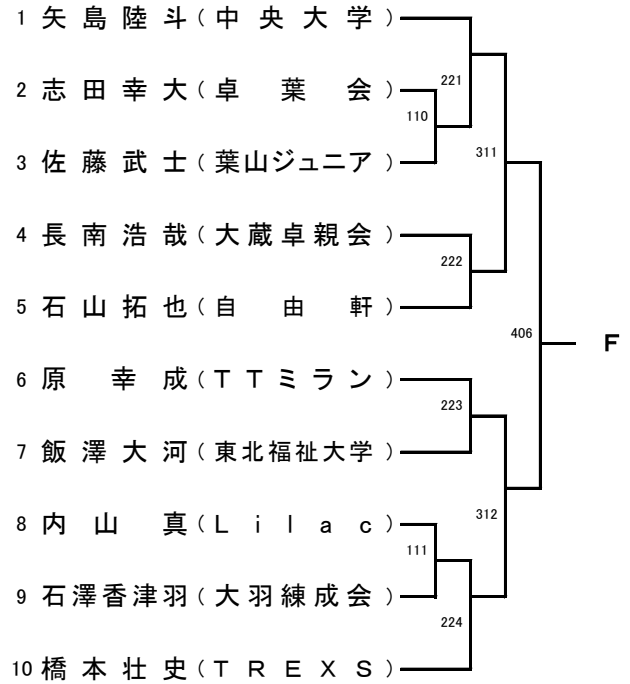 1 矢島陸斗(中央大学)
221
2 志田幸大(卓葉会)
110
3 佐藤武士(葉山ジュニア)
311
4 長南浩哉(大蔵卓親会)
222
5 石山拓也(自由軒)
406
F
6 原幸成(TTミラン)
223
7 飯澤大河(東北福祉大学)
312
8 内山真(Lilac)
111
9 石澤香津羽(大羽練成会)
224
10 橋本壮史(TREXS)